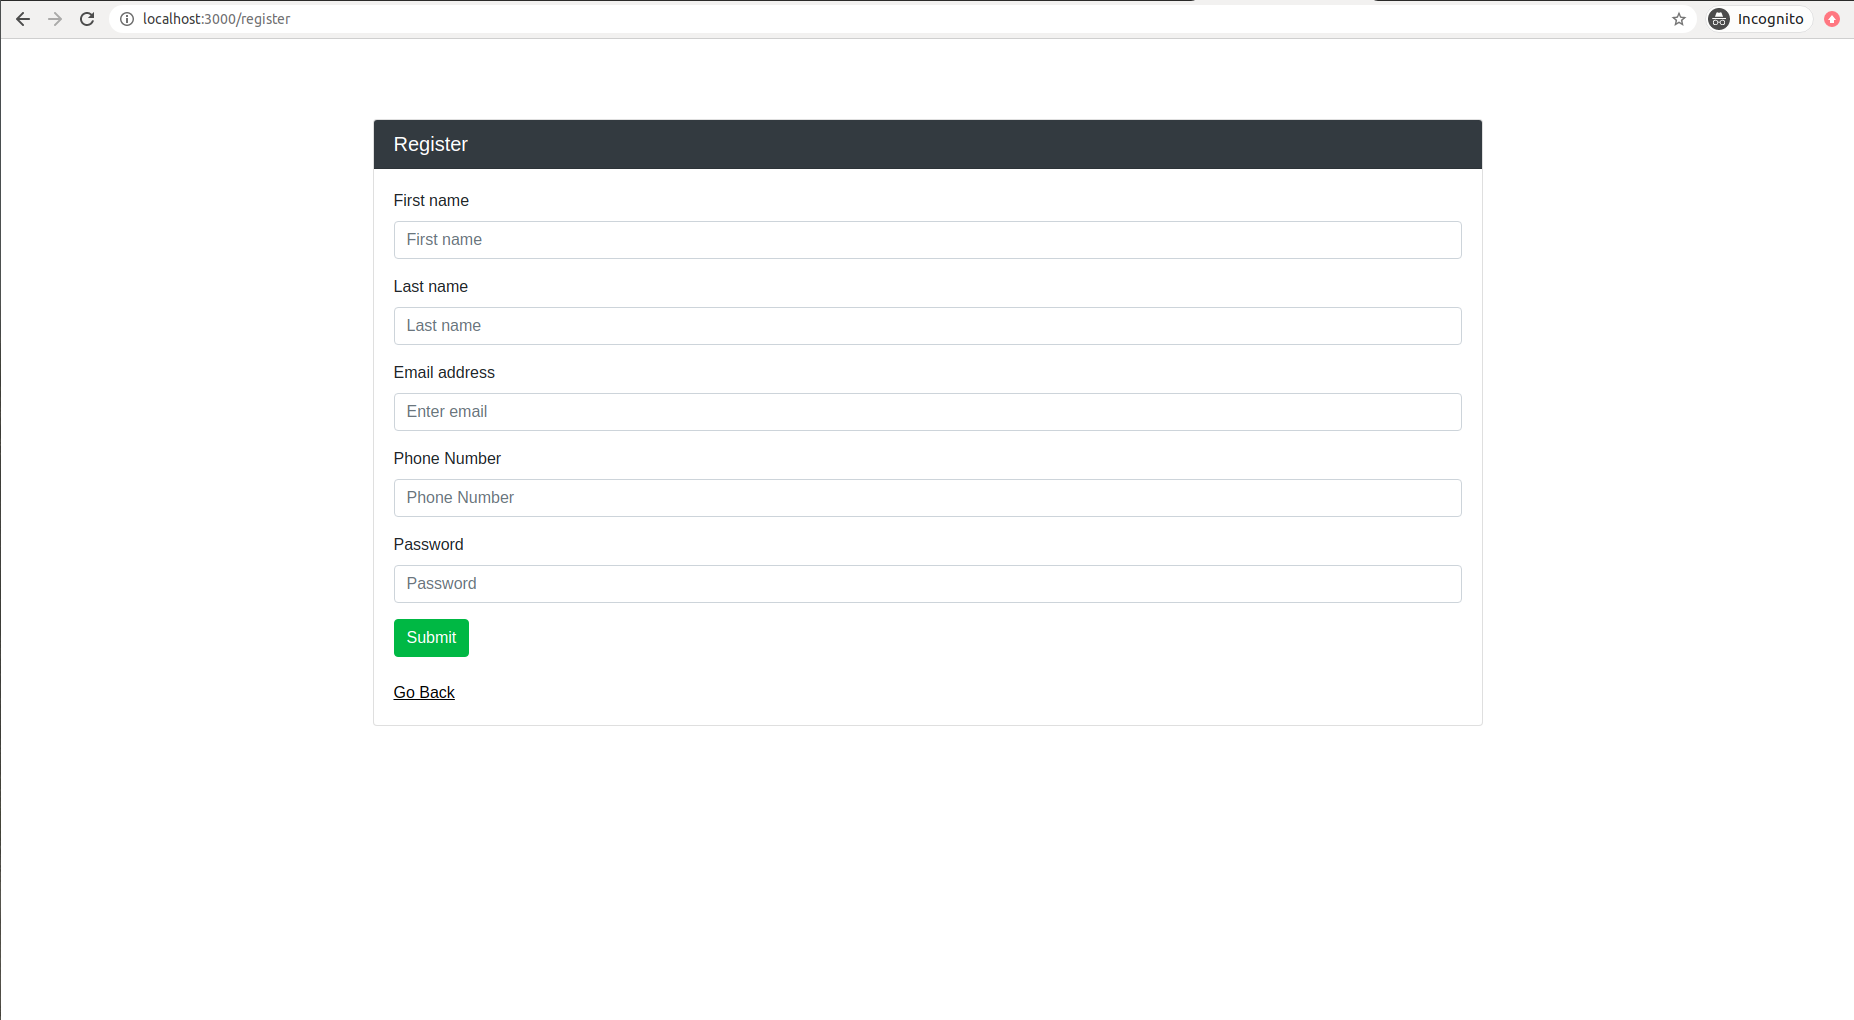 localhost:3000/register
Incognito
Register
First name
First name
Last name
Last name
Email address
Enter email
Phone Number
Phone Number
Password
Password
Submit
Go Back